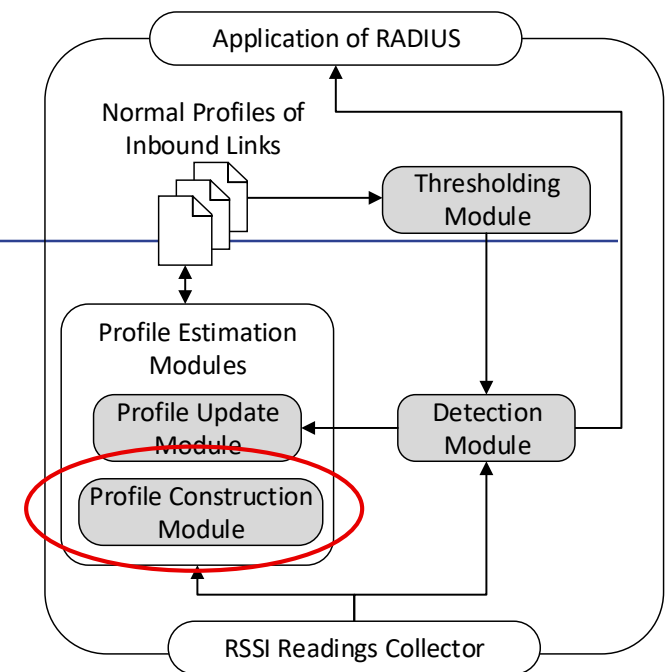 Application of RADIUS
Normal Profiles of
Inbound Links
Thresholding
Module
Profile Estimation
Modules
Profile Update
Module
Detection
Module
Profile Construction
Module
RSSI Readings Collector